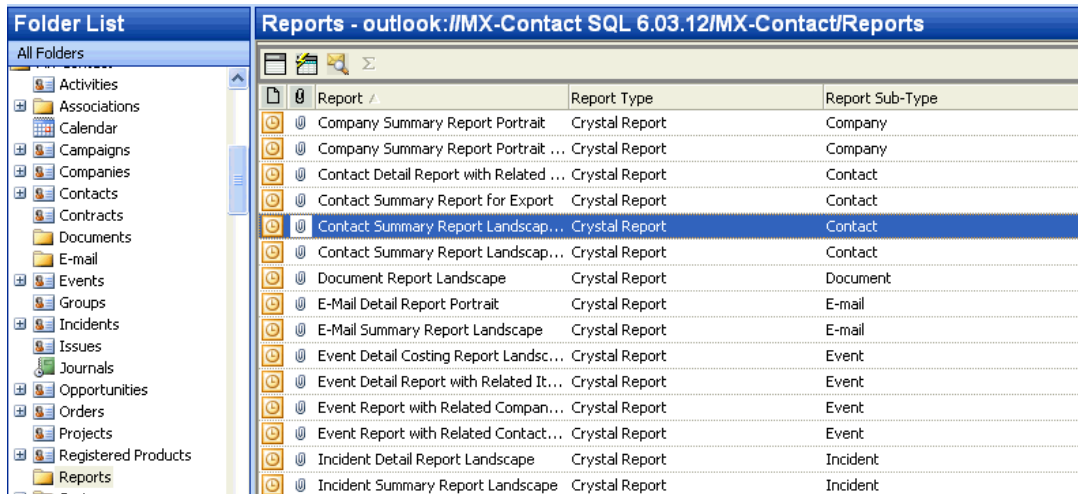 Folder List
All Folders
Activities
Associations
Calendar
Campaigns
Companies
Contacts
Contracts
Documents
E-mail
Events
Groups
Incidents
Issues
Journals
Opportunities
Orders
Projects
Registered Products
Reports
Reports - outlook://MX-Contact SQL 6.03.12/MX-Contact/Reports
Σ
Report Report Type Report Sub-Type
Company Summary Report Portrait Crystal Report Company
Company Summary Report Portrait ... Crystal Report Company
Contact Detail Report with Related ... Crystal Report Contact
Contact Summary Report for Export Crystal Report Contact
Contact Summary Report Landscap... Crystal Report Contact
Contact Summary Report Landscap... Crystal Report Contact
Document Report Landscape Crystal Report Document
E-Mail Detail Report Portrait Crystal Report E-mail
E-Mail Summary Report Landscape Crystal Report E-mail
Event Detail Costing Report Landsc... Crystal Report Event
Event Detail Report with Related It... Crystal Report Event
Event Report with Related Compan... Crystal Report Event
Event Report with Related Contact... Crystal Report Event
Incident Detail Report Landscape Crystal Report Incident
Incident Summary Report Landscape Crystal Report Incident